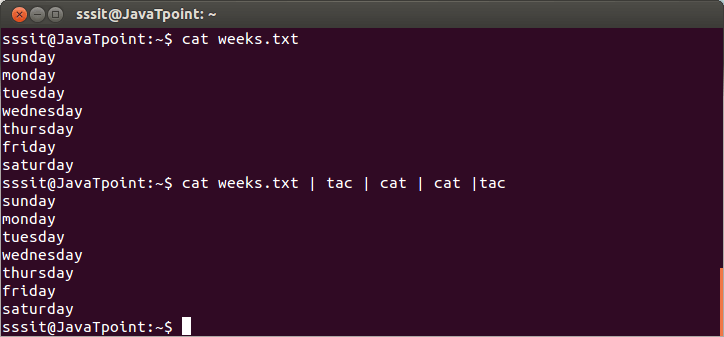 sssit@JavaTpoint: ~
sssit@JavaTpoint:~$ cat weeks.txt
sunday
monday
tuesday
wednesday
thursday
friday
saturday
sssit@JavaTpoint:~$ cat weeks.txt | tac | cat | cat |tac
sunday
monday
tuesday
wednesday
thursday
friday
saturday
sssit@JavaTpoint:~$